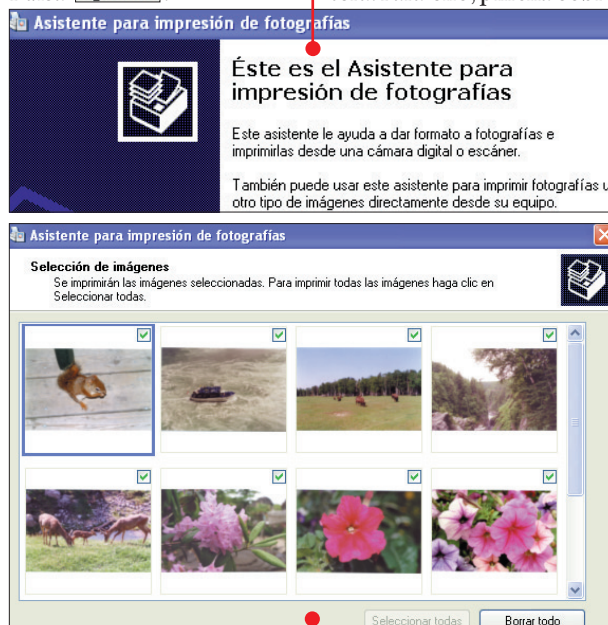 Asistente para impresión de fotografías
Éste es el Asistente para
impresión de fotografías
Este asistente le ayuda a dar formato a fotografías e
imprimirlas desde una cámara digital o escáner.
También puede usar este asistente para imprimir fotografías u
otro tipo de imágenes directamente desde su equipo.
Asistente para impresión de fotografías
Selección de imágenes
Se imprimirán las imágenes seleccionadas. Para imprimir todas las imágenes haga clic en
Seleccionar todas.
Seleccionar todas
Borrar todo